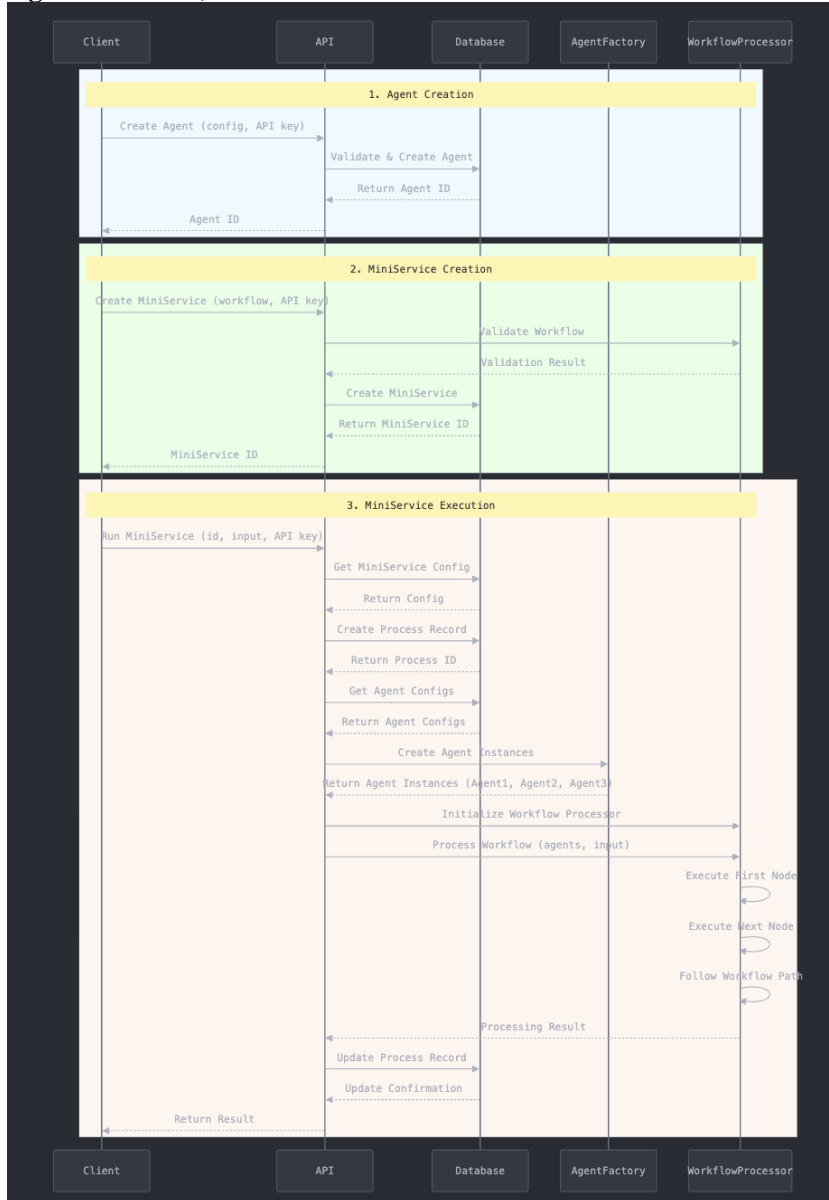 Client API Database AgentFactory WorkflowProcessor
1. Agent Creation
Create Agent (config, API key)
Validate & Create Agent
Return Agent ID
Agent ID
2. MiniService Creation
Create MiniService (workflow, API key)
Validate Workflow
Validation Result
Create MiniService
Return MiniService ID
MiniService ID
3. MiniService Execution
Run MiniService (id, input, API key)
Get MiniService Config
Return Config
Create Process Record
Return Process ID
Get Agent Configs
Return Agent Configs
Create Agent Instances
Return Agent Instances (Agent1, Agent2, Agent3)
Initialize Workflow Processor
Process Workflow (agents, input)
Execute First Node
Execute Next Node
Follow Workflow Path
Processing Result
Update Process Record
Update Confirmation
Return Result
Client API Database AgentFactory WorkflowProcessor